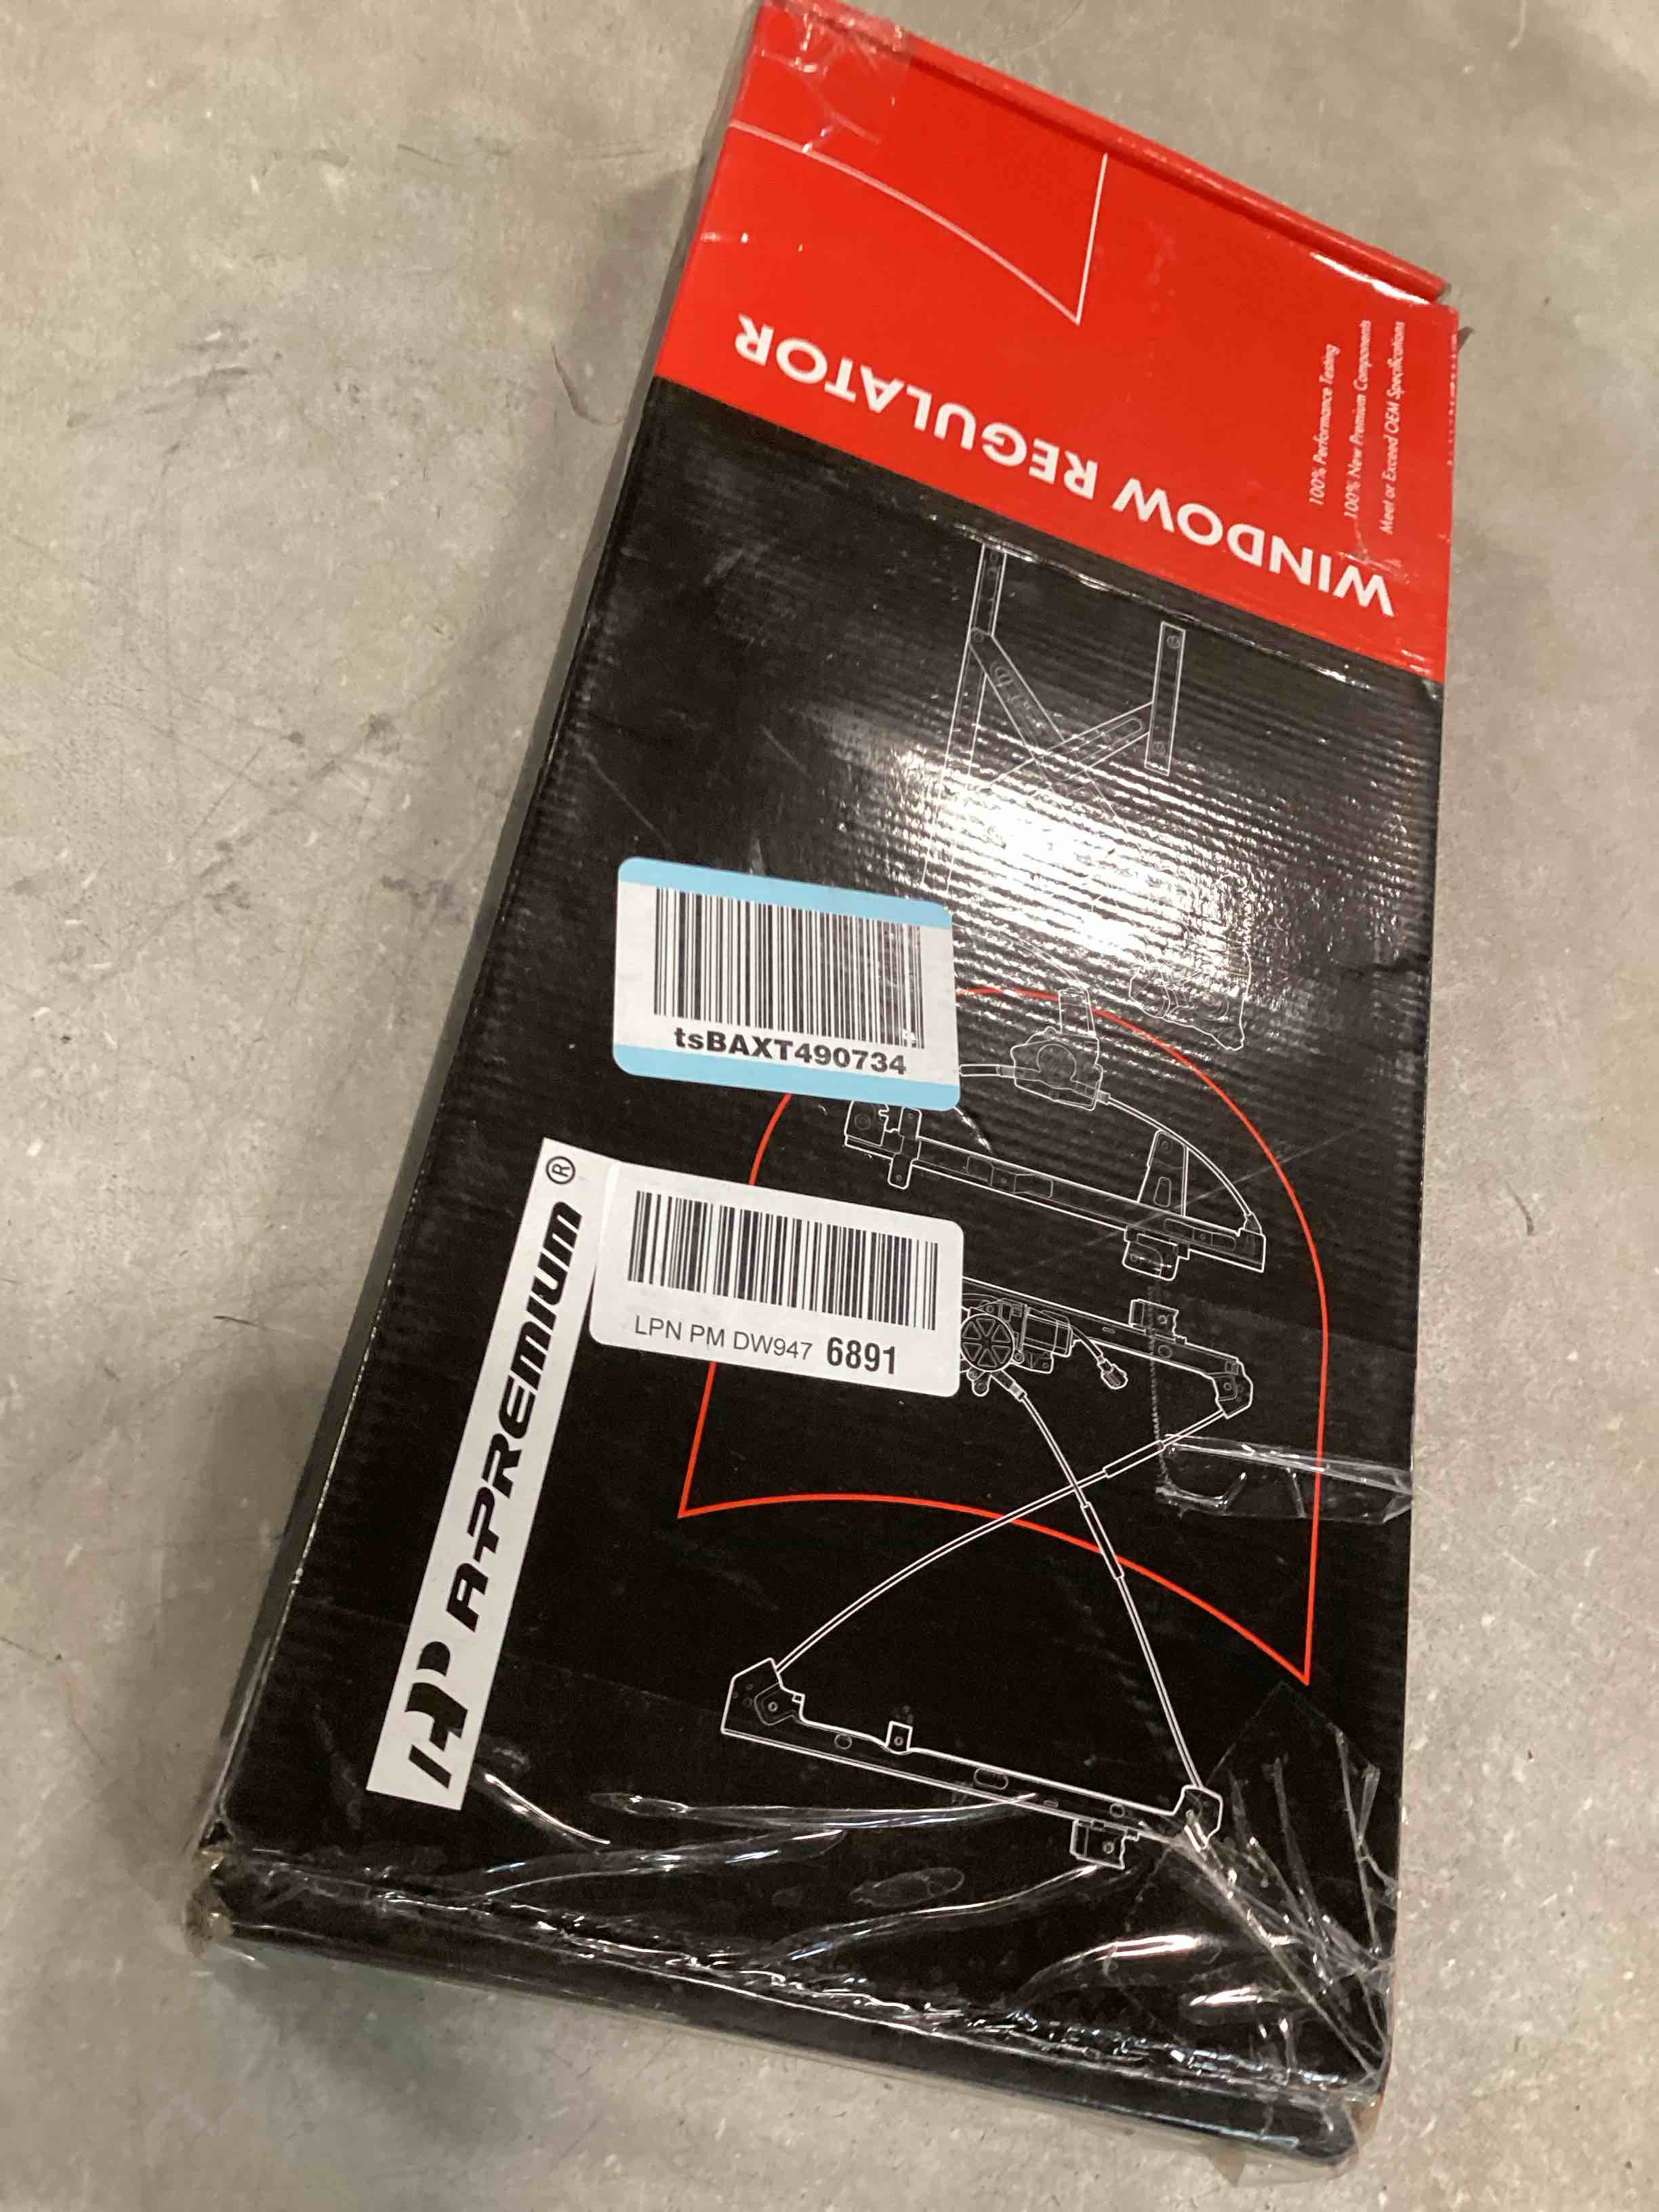 WINDOW REGULATOR
100% Performance Testing
100% New Premium Components
Meet or Exceed OEM Specifications
tsBAXT490734
LPN PM DW947 6891
A-PREMIUM®